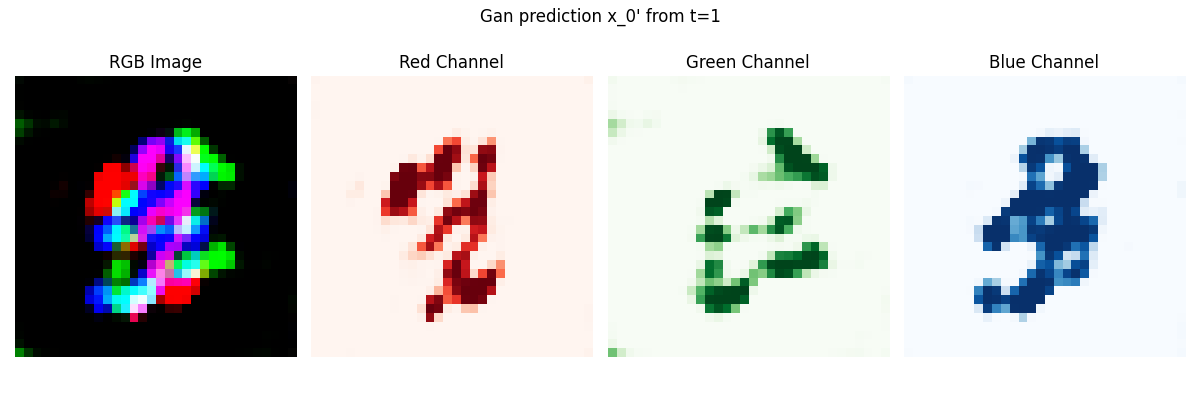 Gan prediction x_0' from t=1
RGB Image
Red Channel
Green Channel
Blue Channel